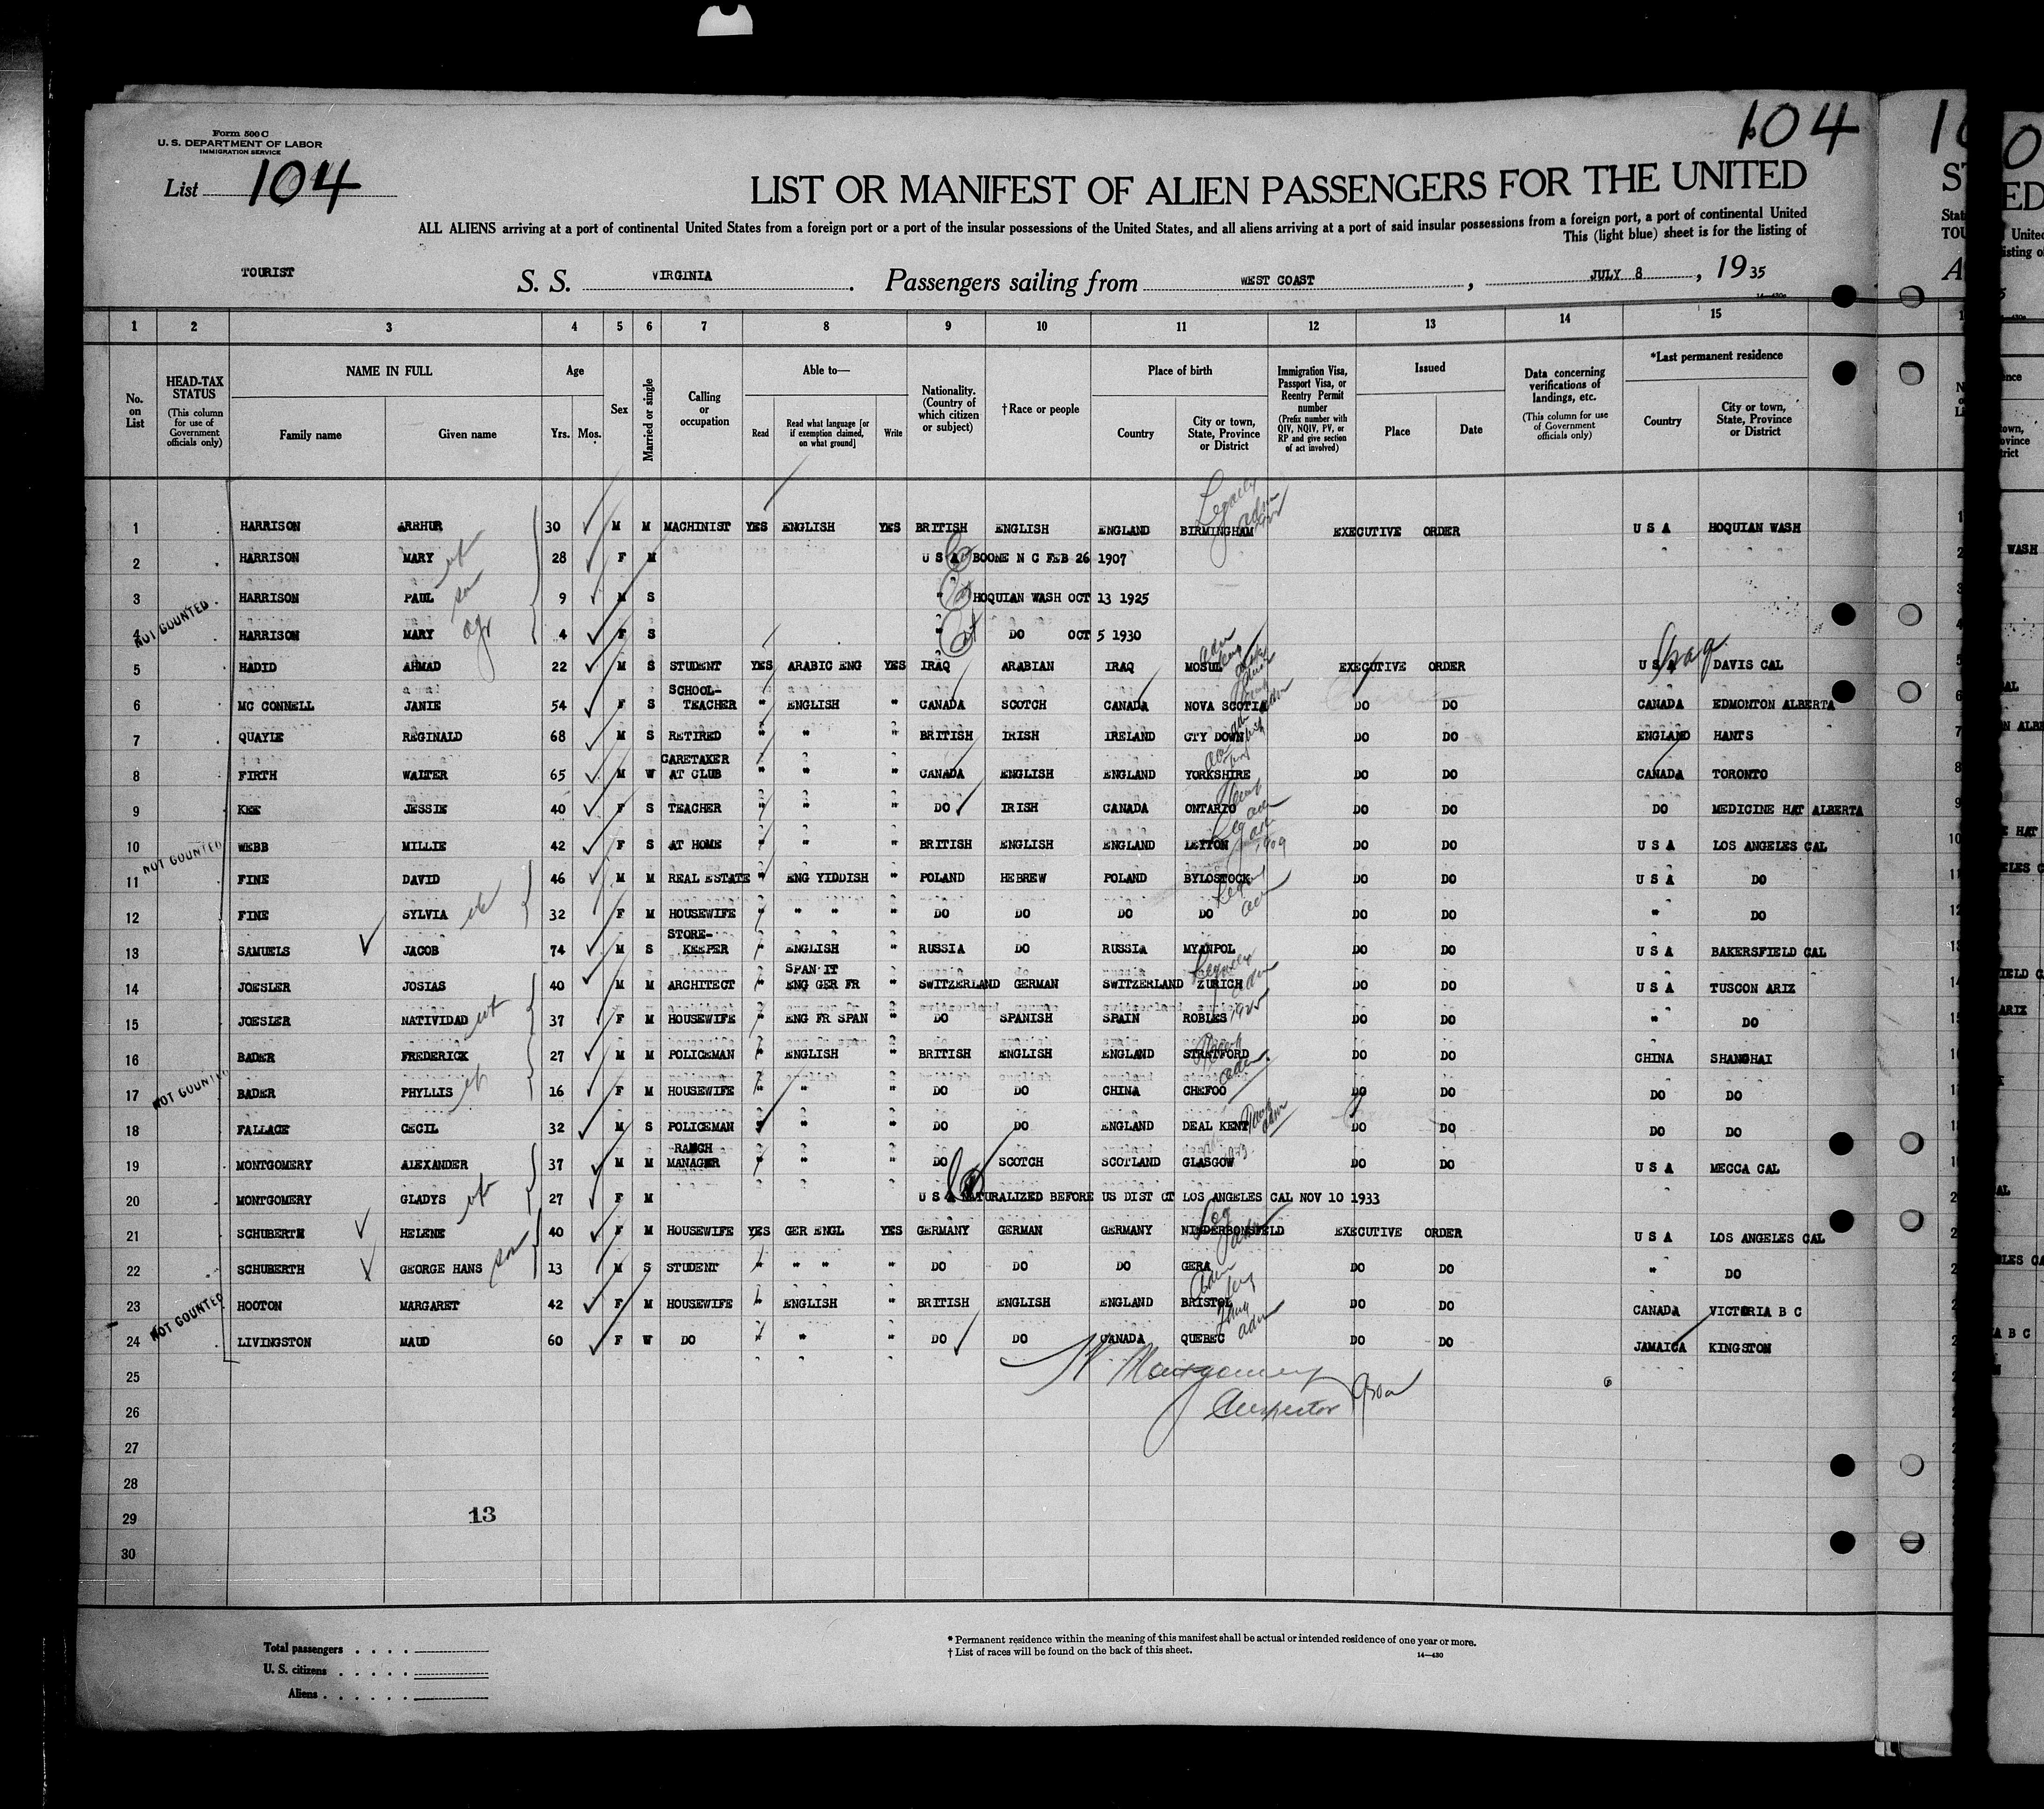 104
Form 500 C
U. S. DEPARTMENT OF LABOR
IMMIGRATION SERVICE
List 104
LIST OR MANIFEST OF ALIEN PASSENGERS FOR THE UNITED
ALL ALIENS arriving at a port of continental United States from a foreign port or a port of the insular possessions of the United States, and all aliens arriving at a port of said insular possessions from a foreign port, a port of continental United
This (light blue) sheet is for the listing of
TOURIST S. S. VIRGINIA . Passengers sailing from WEST COAST , JULY 8 , 19 35
1 2 3 4 5 6 7 8 9 10 11 12 13 14 15
No. on List
HEAD-TAX STATUS (This column for use of Government officials only)
NAME IN FULL Family name Given name
Age Yrs. Mos.
Sex
Married or single
Calling or occupation
Able to— Read Read what language [or if exemption claimed, on what ground] Write
Nationality. (Country of which citizen or subject)
†Race or people
Place of birth Country City or town, State, Province or District
Immigration Visa, Passport Visa, or Reentry Permit number (Prefix number with QIV, NQIV, PV, or RP and give section of act involved)
Issued Place Date
Data concerning verifications of landings, etc. (This column for use of Government officials only)
*Last permanent residence Country City or town, State, Province or District
1 HARRISON ARRHUR 30 M M MACHINIST YES ENGLISH YES BRITISH ENGLISH ENGLAND BIRMINGHAM EXECUTIVE ORDER U S A HOQUIAN WASH
2 HARRISON MARY 28 F M U S A BOONE N C FEB 26 1907 " "
3 HARRISON PAUL 9 M S " HOQUIAN WASH OCT 13 1925
NOT COUNTED
4 HARRISON MARY 4 F S " DO OCT 5 1930
5 HADID AHMAD 22 M S STUDENT YES ARABIC ENG YES IRAQ ARABIAN IRAQ MOSUL EXECUTIVE ORDER U S A Iraq DAVIS CAL
6 MC CONNELL JANIE 54 F S SCHOOL-TEACHER " ENGLISH " CANADA SCOTCH CANADA NOVA SCOTIA DO DO CANADA EDMONTON ALBERTA
7 QUAYLE REGINALD 68 M S RETIRED " " " BRITISH IRISH IRELAND CTY DOWN DO DO ENGLAND HANTS
8 FIRTH WALTER 65 M W CARETAKER AT CLUB " " " CANADA ENGLISH ENGLAND YORKSHIRE DO DO CANADA TORONTO
9 KEE JESSIE 40 F S TEACHER " " " DO IRISH CANADA ONTARIO DO DO DO MEDICINE HAT ALBERTA
10 WEBB MILLIE 42 F S AT HOME " " " BRITISH ENGLISH ENGLAND LEYTON DO DO U S A LOS ANGELES CAL
NOT COUNTED
11 FINE DAVID 46 M M REAL ESTATE " ENG YIDDISH " POLAND HEBREW POLAND BYLOSTOCK DO DO U S A DO
12 FINE SYLVIA 32 F M HOUSEWIFE " " " " DO DO DO DO DO DO " DO
13 SAMUELS JACOB 74 M S STORE-KEEPER " ENGLISH " RUSSIA DO RUSSIA MYANPOL DO DO U S A BAKERSFIELD CAL
14 JOESLER JOSIAS 40 M M ARCHITECT " SPAN IT ENG GER FR " SWITZERLAND GERMAN SWITZERLAND ZURICH DO DO U S A TUSCON ARIZ
15 JOESLER NATIVIDAD 37 F M HOUSEWIFE " ENG FR SPAN " DO SPANISH SPAIN ROBLES DO DO " DO
16 BADER FREDERICK 27 M M POLICEMAN " ENGLISH " BRITISH ENGLISH ENGLAND STRATFORD DO DO CHINA SHANGHAI
NOT COUNTED
17 BADER PHYLLIS 16 F M HOUSEWIFE " " " DO DO CHINA CHEFOO DO DO DO DO
18 FALLACE CECIL 32 M S POLICEMAN " " " DO DO ENGLAND DEAL KENT DO DO DO DO
19 MONTGOMERY ALEXANDER 37 M M RANCH MANAGER " " " DO SCOTCH SCOTLAND GLASGOW DO DO U S A MECCA CAL
20 MONTGOMERY GLADYS 27 F M U S A NATURALIZED BEFORE US DIST CT LOS ANGELES CAL NOV 10 1933
21 SCHUBERTH HELENE 40 F M HOUSEWIFE YES GER ENGL YES GERMANY GERMAN GERMANY NIEDERBONSFELD EXECUTIVE ORDER U S A LOS ANGELES CAL
22 SCHUBERTH GEORGE HANS son 13 M S STUDENT " " " " DO DO DO GERA DO DO " DO
23 HOOTON MARGARET 42 F M HOUSEWIFE " ENGLISH " BRITISH ENGLISH ENGLAND BRISTOL DO DO CANADA VICTORIA B C
NOT COUNTED
24 LIVINGSTON MAUD 60 F W DO " " " DO DO CANADA QUEBEC DO DO JAMAICA KINGSTON
25
Montgomery
26
Inspector
27
28
29
13
30
Total passengers
U. S. citizens
Aliens
* Permanent residence within the meaning of this manifest shall be actual or intended residence of one year or more.
† List of races will be found on the back of this sheet.
14—430